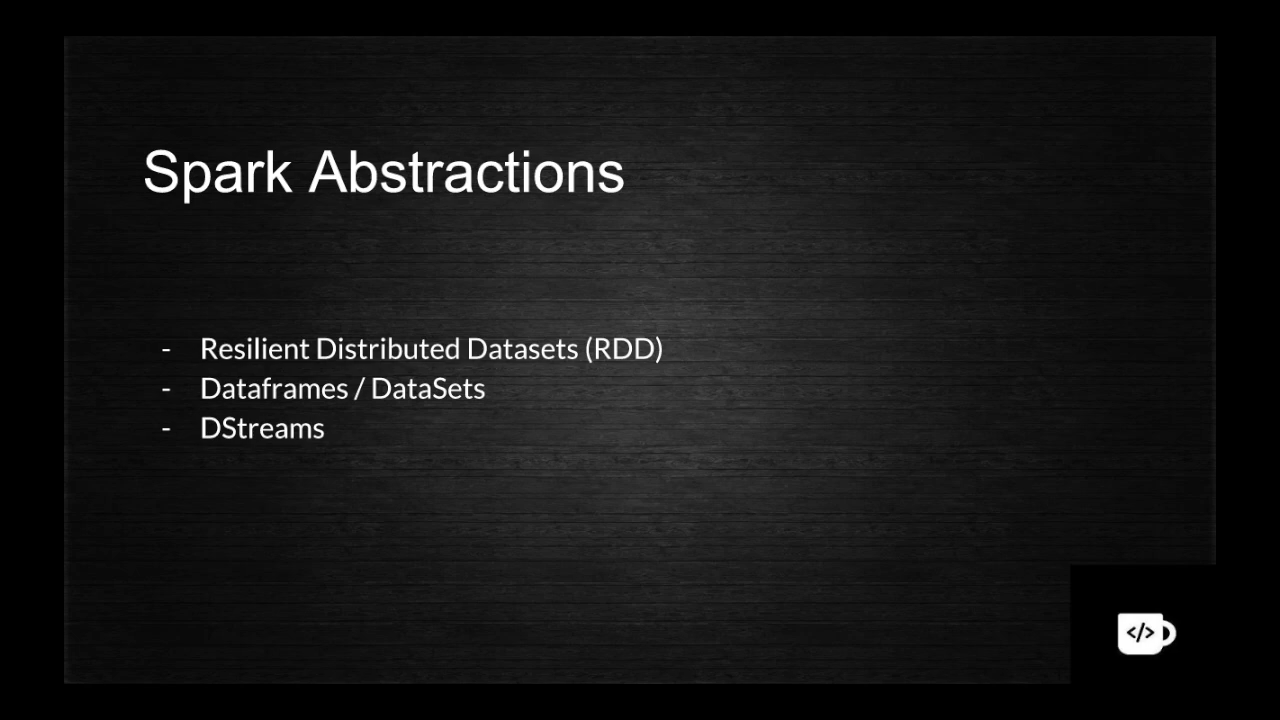 Spark Abstractions
- Resilient Distributed Datasets (RDD)
- Dataframes / DataSets
- DStreams
</>